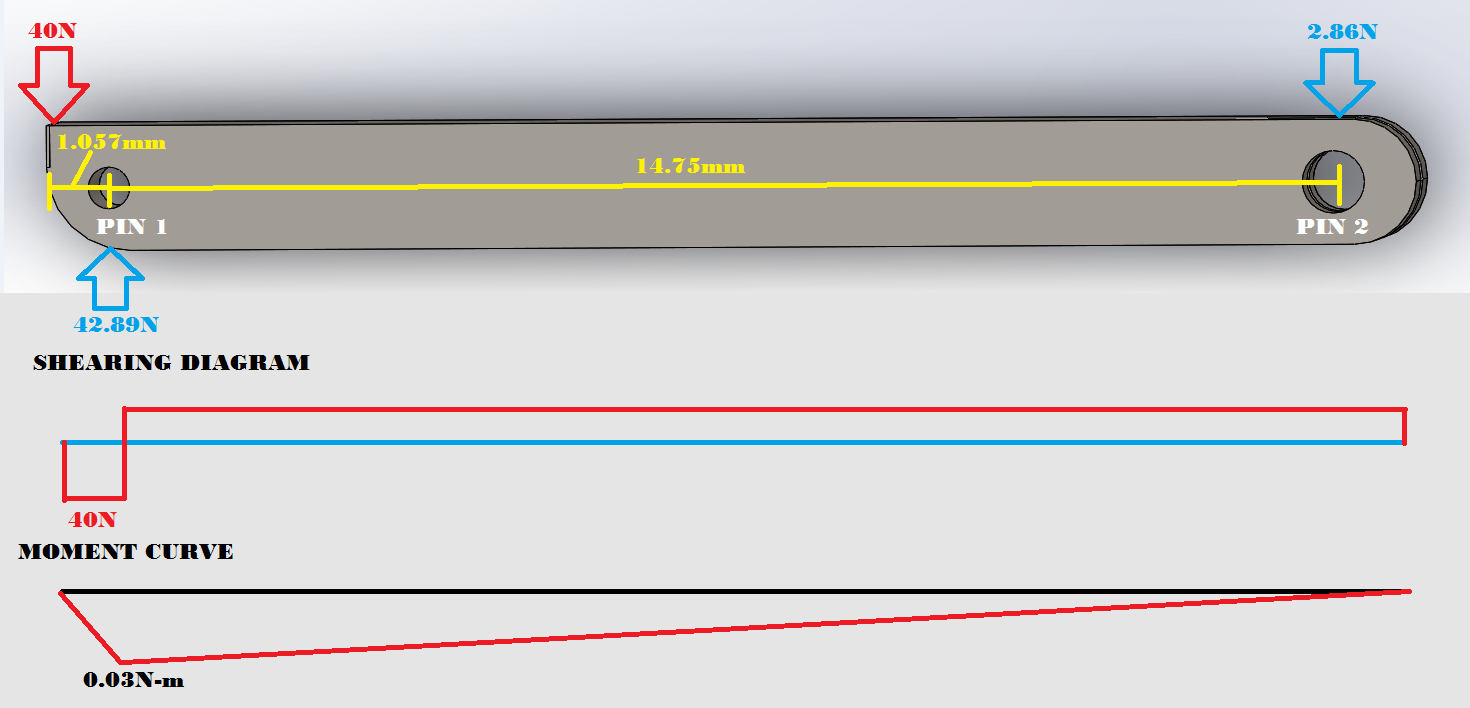 40N
2.86N
1.057mm
14.75mm
PIN 1
PIN 2
42.89N
SHEARING DIAGRAM
40N
MOMENT CURVE
0.03N-m